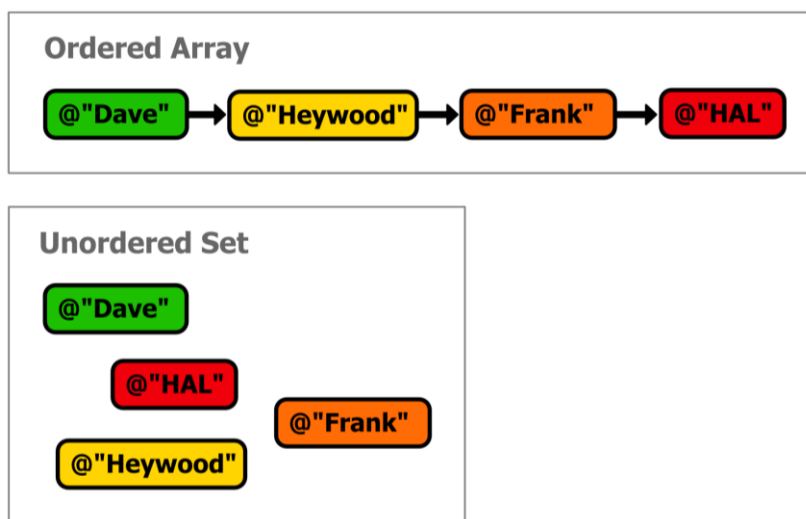 Ordered Array
@"Dave" @"Heywood" @"Frank" @"HAL"
Unordered Set
@"Dave"
@"HAL"
@"Frank"
@"Heywood"